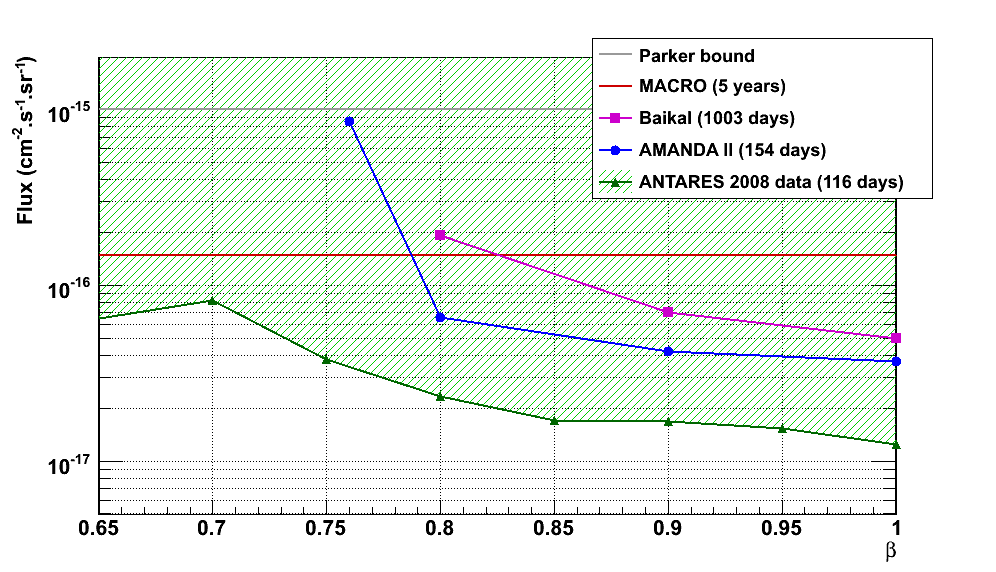 Flux (cm⁻².s⁻¹.sr⁻¹)
10⁻¹⁵
10⁻¹⁶
10⁻¹⁷
Parker bound
MACRO (5 years)
Baikal (1003 days)
AMANDA II (154 days)
ANTARES 2008 data (116 days)
0.65 0.7 0.75 0.8 0.85 0.9 0.95 1
β